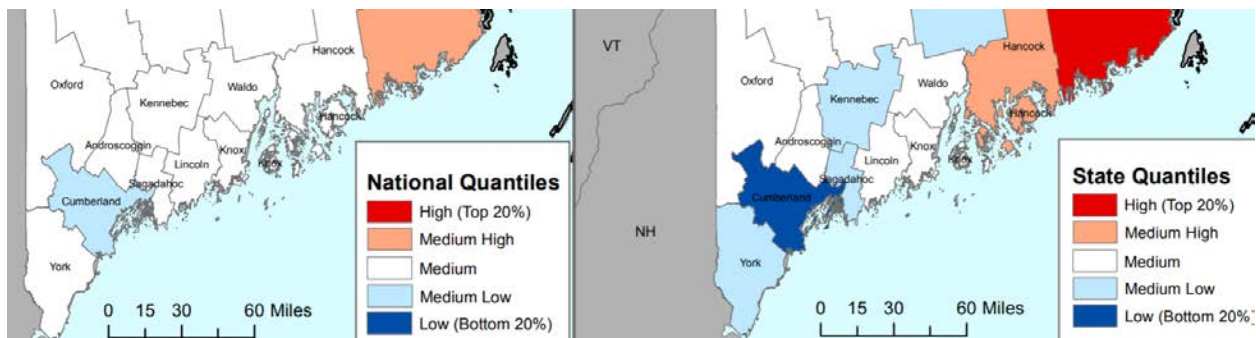 Hancock
Oxford
Waldo
Kennebec
Hancock
Androscoggin
Knox
Lincoln
Knox
Sagadahoc
Cumberland
York
0 15 30 60 Miles
National Quantiles
High (Top 20%)
Medium High
Medium
Medium Low
Low (Bottom 20%)
VT
NH
Hancock
Oxford
Waldo
Kennebec
Hancock
Androscoggin
Knox
Lincoln
Knox
Sagadahoc
Cumberland
York
0 15 30 60 Miles
State Quantiles
High (Top 20%)
Medium High
Medium
Medium Low
Low (Bottom 20%)